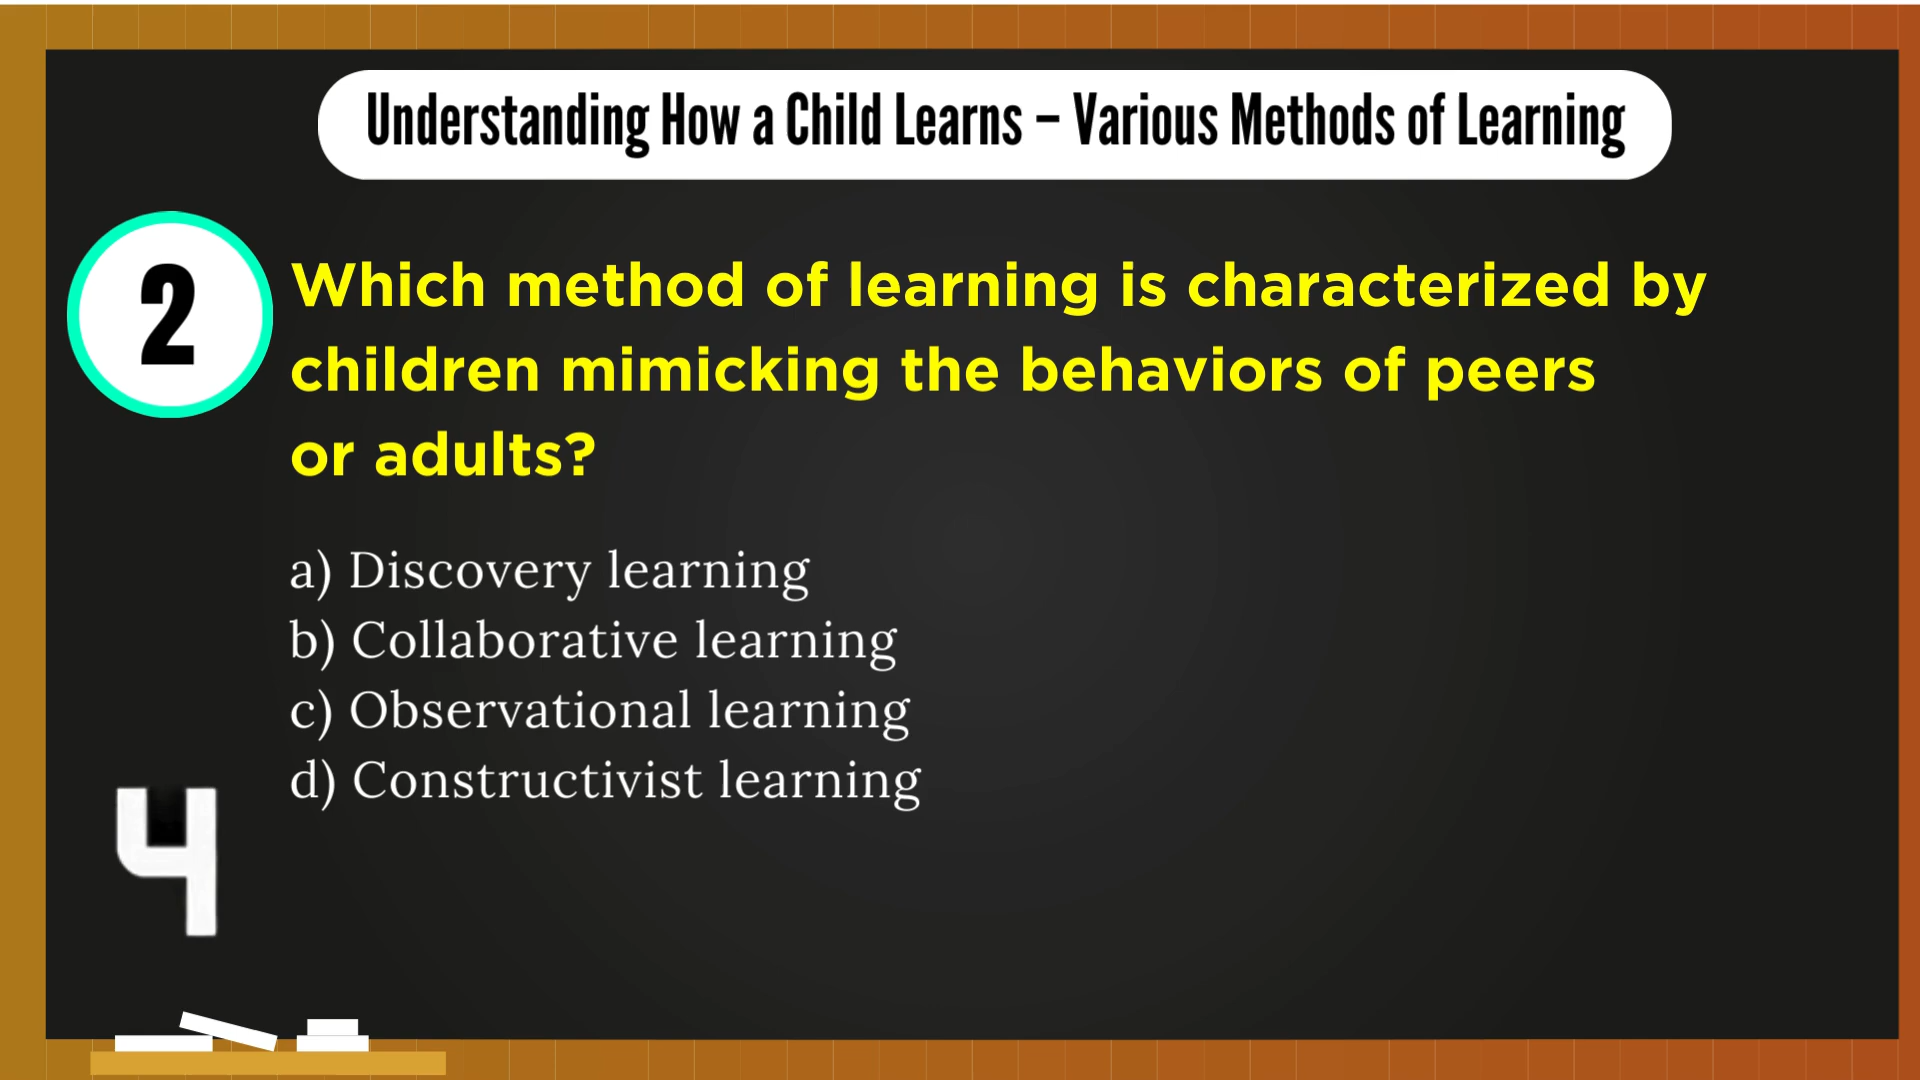 Understanding How a Child Learns – Various Methods of Learning
2
Which method of learning is characterized by
children mimicking the behaviors of peers
or adults?
a) Discovery learning
b) Collaborative learning
c) Observational learning
d) Constructivist learning
4